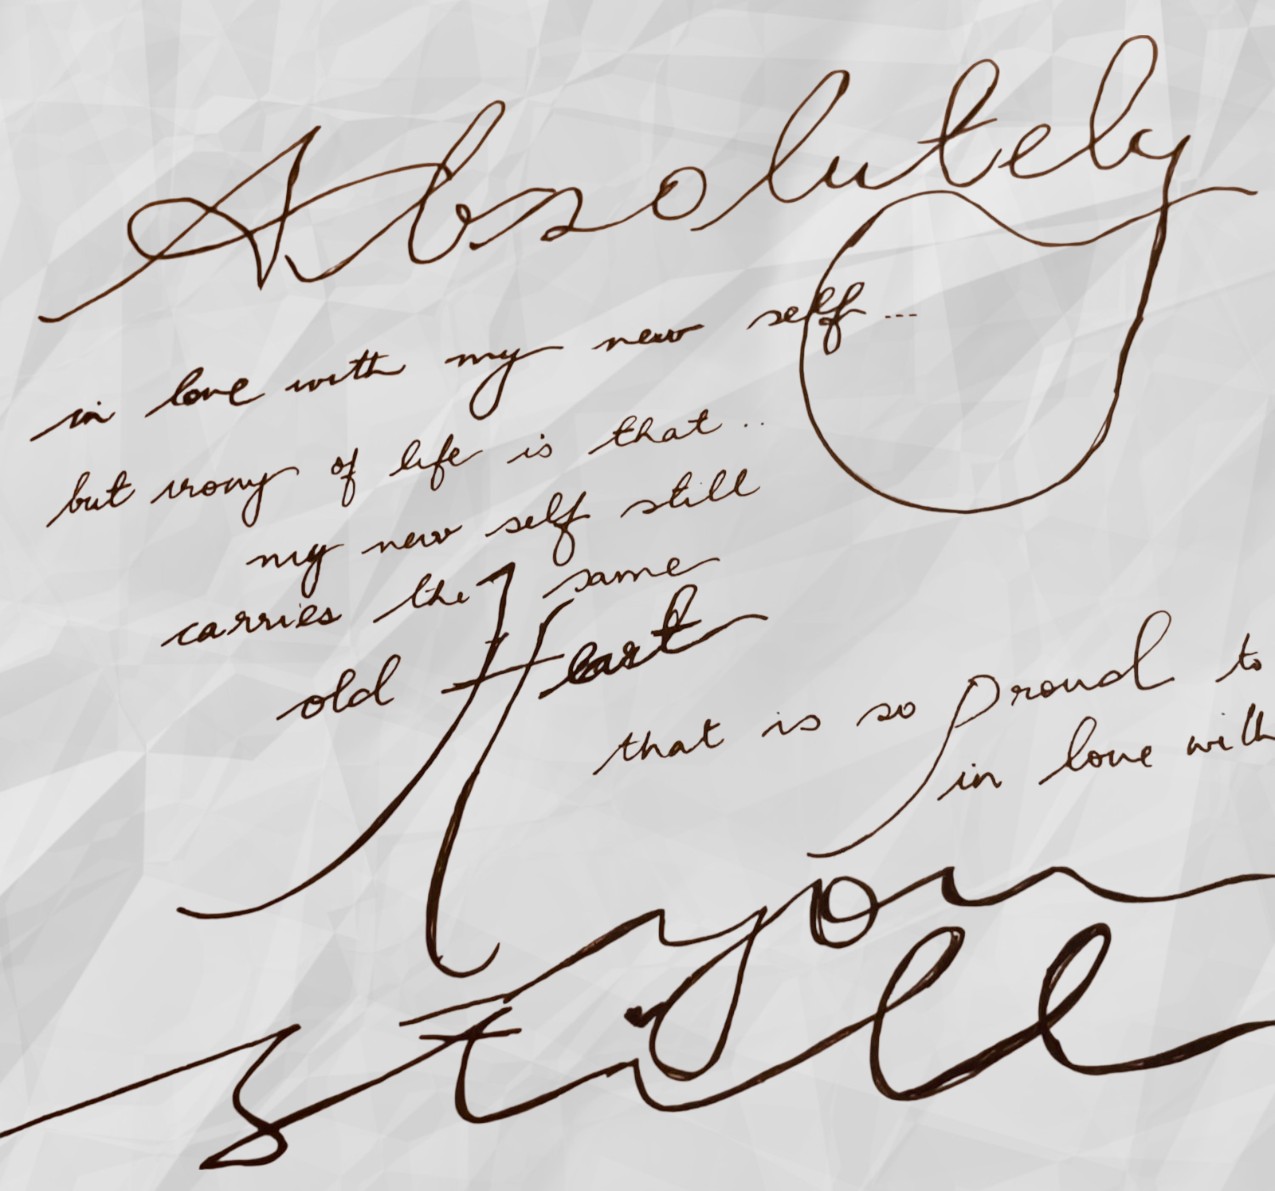 Absolutely
in love with my new self...
but irony of life is that..
my new self still
carries the same
old Heart
that is so proud to
in love with
you
still